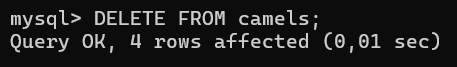 mysql> DELETE FROM camels;
Query OK, 4 rows affected (0,01 sec)